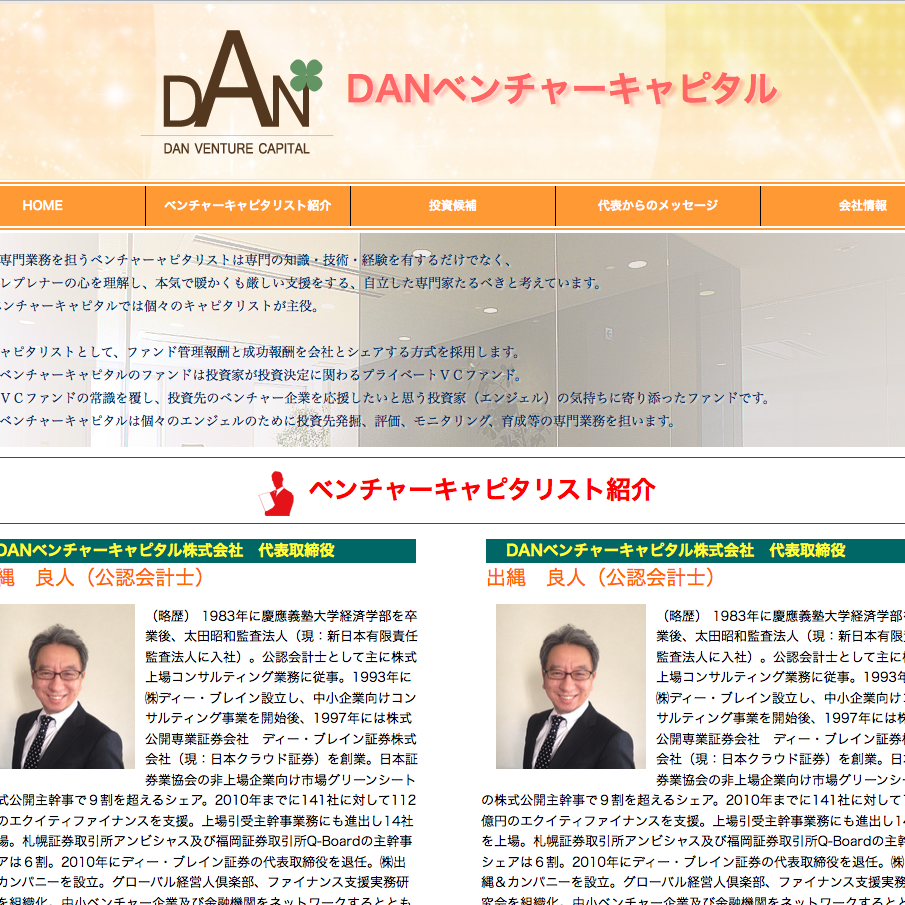 DAN
DAN VENTURE CAPITAL
DANベンチャーキャピタル
HOME
ベンチャーキャピタリスト紹介
投資候補
代表からのメッセージ
会社情報
専門業務を担うベンチャーャピタリストは専門の知識・技術・経験を有するだけでなく、
レプレナーの心を理解し、本気で暖かくも厳しい支援をする、自立した専門家たるべきと考えています。
ンチャーキャピタルでは個々のキャピタリストが主役。
ャピタリストとして、ファンド管理報酬と成功報酬を会社とシェアする方式を採用します。
ベンチャーキャピタルのファンドは投資家が投資決定に関わるプライベートＶＣファンド。
ＶＣファンドの常識を覆し、投資先のベンチャー企業を応援したいと思う投資家（エンジェル）の気持ちに寄り添ったファンドです。
ベンチャーキャピタルは個々のエンジェルのために投資先発掘、評価、モニタリング、育成等の専門業務を担います。
ベンチャーキャピタリスト紹介
DANベンチャーキャピタル株式会社　代表取締役
縄　良人（公認会計士）
（略歴） 1983年に慶應義塾大学経済学部を卒
業後、太田昭和監査法人（現：新日本有限責任
監査法人に入社）。公認会計士として主に株式
上場コンサルティング業務に従事。1993年に
㈱ディー・ブレイン設立し、中小企業向けコン
サルティング事業を開始後、1997年には株式
公開専業証券会社　ディー・ブレイン証券株式
会社（現：日本クラウド証券）を創業。日本証
券業協会の非上場企業向け市場グリーンシート
式公開主幹事で９割を超えるシェア。2010年までに141社に対して112
のエクイティファイナンスを支援。上場引受主幹事業務にも進出し14社
場。札幌証券取引所アンビシャス及び福岡証券取引所Q-Boardの主幹事
アは６割。2010年にディー・ブレイン証券の代表取締役を退任。㈱出
カンパニーを設立。グローバル経営人倶楽部、ファイナンス支援実務研
を組織化。中小ベンチャー企業及び金融機関をネットワークするととも
DANベンチャーキャピタル株式会社　代表取締役
出縄　良人（公認会計士）
（略歴） 1983年に慶應義塾大学経済学部
業後、太田昭和監査法人（現：新日本有限責
監査法人に入社）。公認会計士として主に
上場コンサルティング業務に従事。1993年
㈱ディー・ブレイン設立し、中小企業向けコ
サルティング事業を開始後、1997年には
公開専業証券会社　ディー・ブレイン証券
会社（現：日本クラウド証券）を創業。日
券業協会の非上場企業向け市場グリーンシー
の株式公開主幹事で９割を超えるシェア。2010年までに141社に対して
億円のエクイティファイナンスを支援。上場引受主幹事業務にも進出し
を上場。札幌証券取引所アンビシャス及び福岡証券取引所Q-Boardの主
シェアは６割。2010年にディー・ブレイン証券の代表取締役を退任。㈱
縄＆カンパニーを設立。グローバル経営人倶楽部、ファイナンス支援実務
究会を組織化。中小ベンチャー企業及び金融機関をネットワークすると